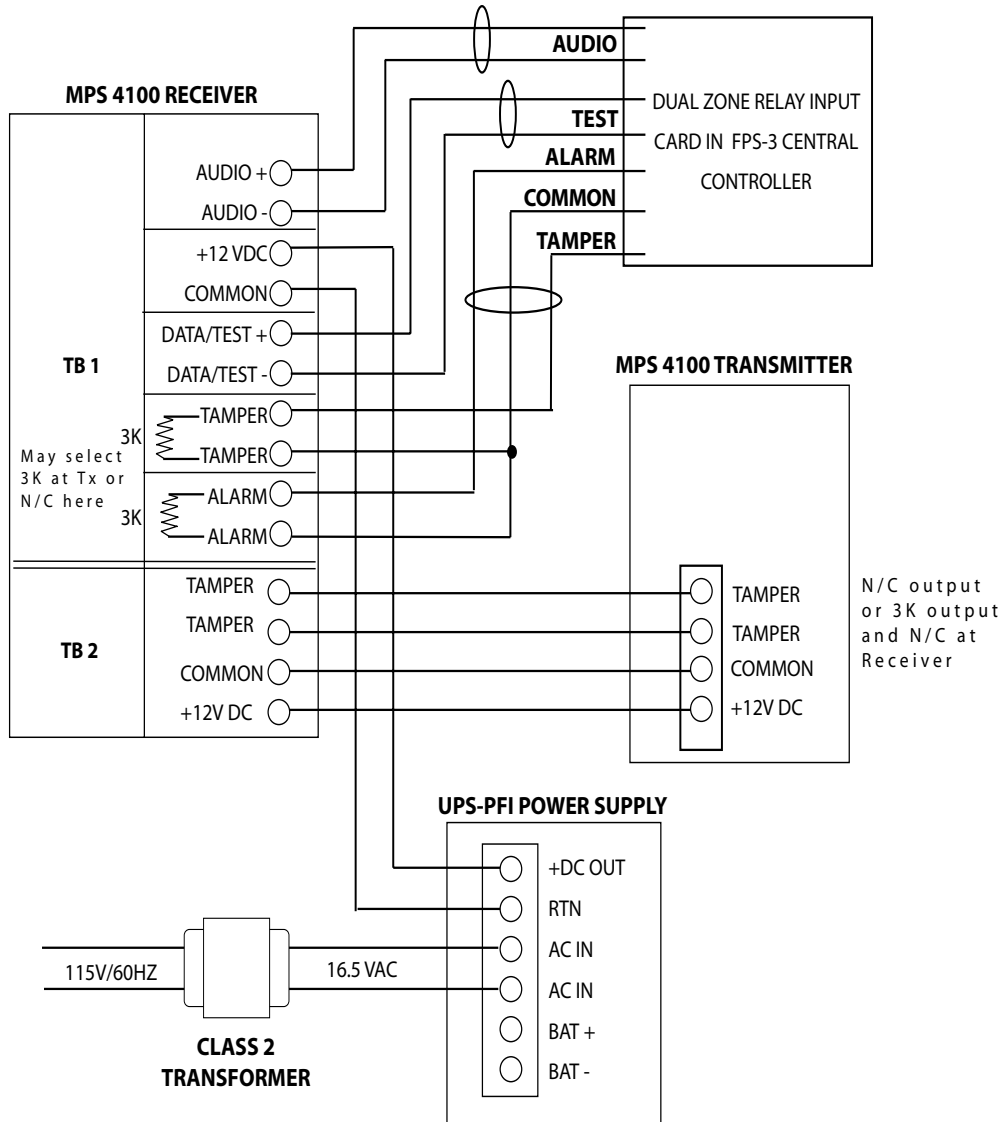 AUDIO
TEST
ALARM
COMMON
TAMPER
DUAL ZONE RELAY INPUT
CARD IN FPS-3 CENTRAL
CONTROLLER
MPS 4100 RECEIVER
TB 1
May select
3K at Tx or
N/C here
AUDIO +
AUDIO -
+12 VDC
COMMON
DATA/TEST +
DATA/TEST -
3K
TAMPER
TAMPER
3K
ALARM
ALARM
TB 2
TAMPER
TAMPER
COMMON
+12V DC
MPS 4100 TRANSMITTER
TAMPER
TAMPER
COMMON
+12V DC
N/C output
or 3K output
and N/C at
Receiver
UPS-PFI POWER SUPPLY
+DC OUT
RTN
AC IN
AC IN
BAT +
BAT -
115V/60HZ
16.5 VAC
CLASS 2
TRANSFORMER